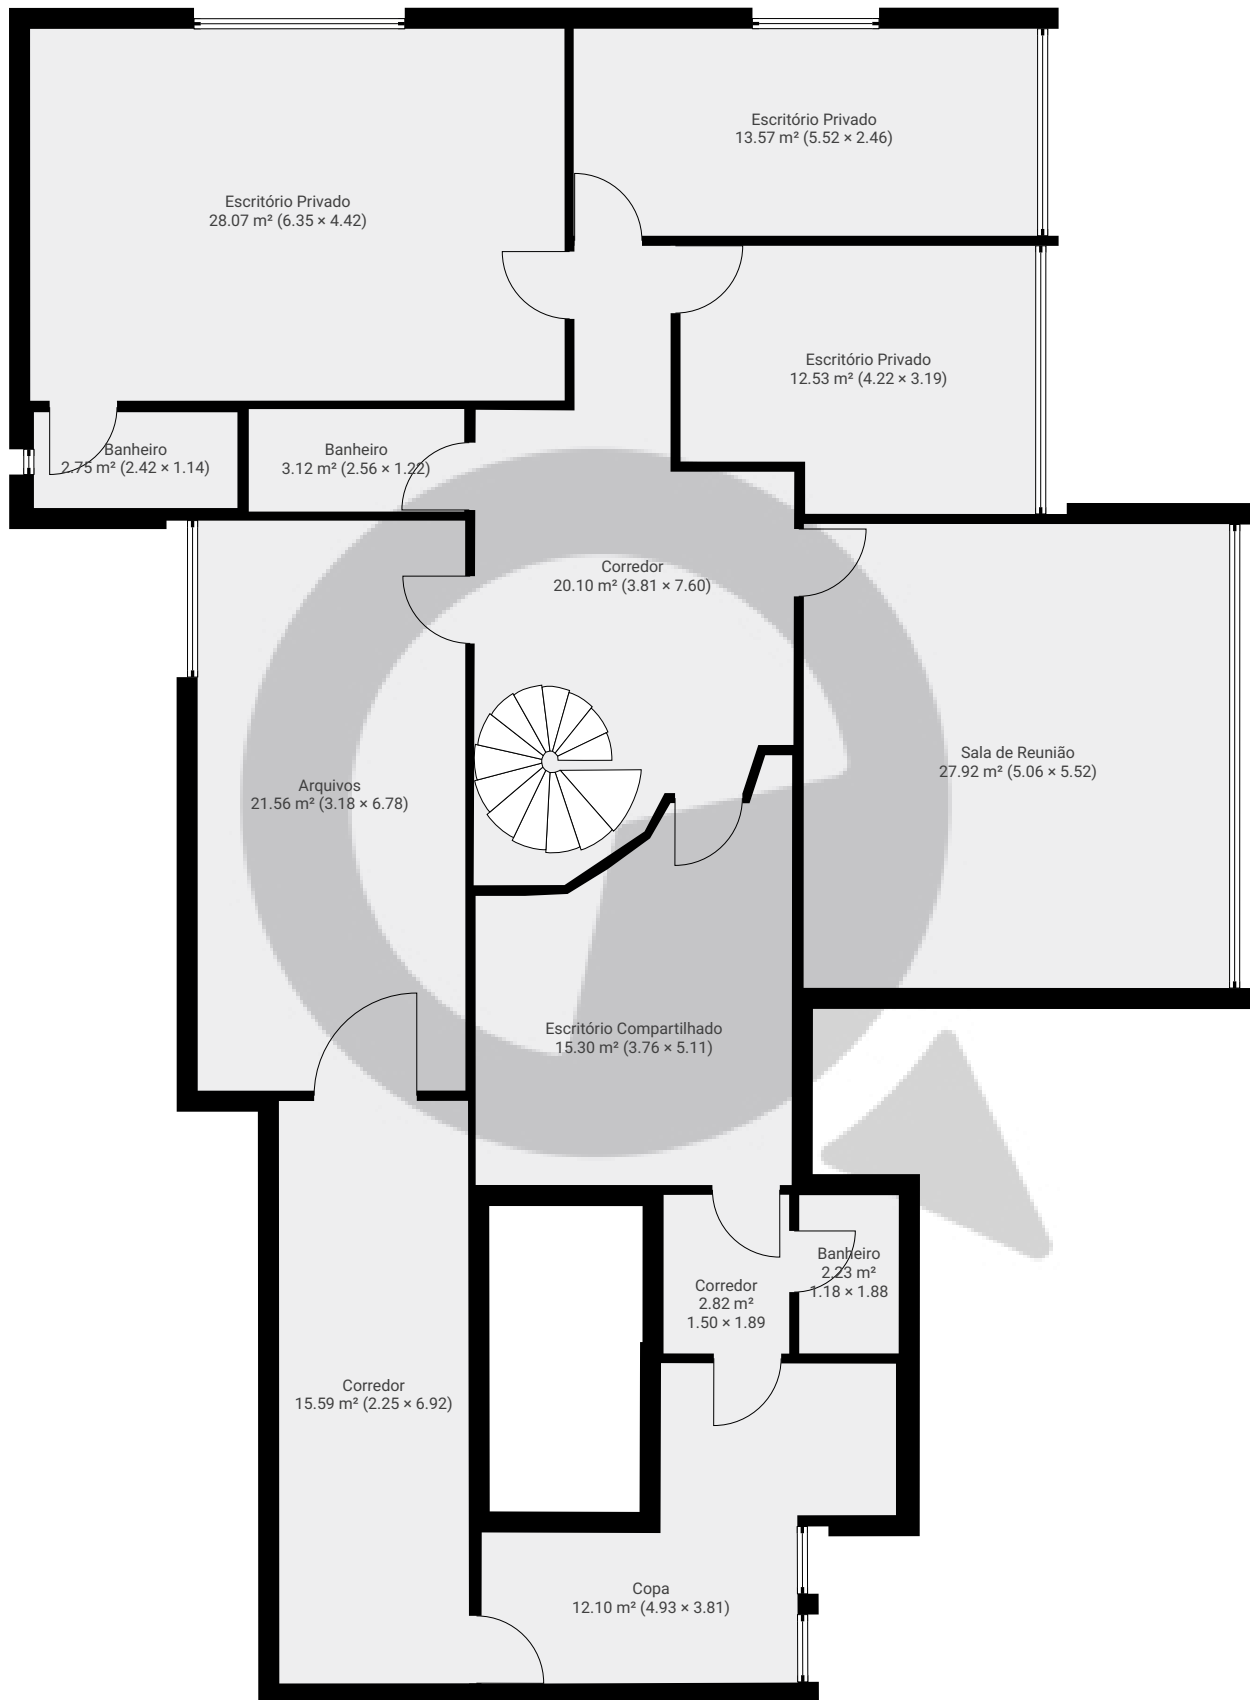 Escritório Privado
13.57 m² (5.52 × 2.46)
Escritório Privado
28.07 m² (6.35 × 4.42)
Escritório Privado
12.53 m² (4.22 × 3.19)
Banheiro
2.75 m² (2.42 × 1.14)
Banheiro
3.12 m² (2.56 × 1.22)
Corredor
20.10 m² (3.81 × 7.60)
Sala de Reunião
27.92 m² (5.06 × 5.52)
Arquivos
21.56 m² (3.18 × 6.78)
Escritório Compartilhado
15.30 m² (3.76 × 5.11)
Banheiro
2.23 m²
1.18 × 1.88
Corredor
2.82 m²
1.50 × 1.89
Corredor
15.59 m² (2.25 × 6.92)
Copa
12.10 m² (4.93 × 3.81)